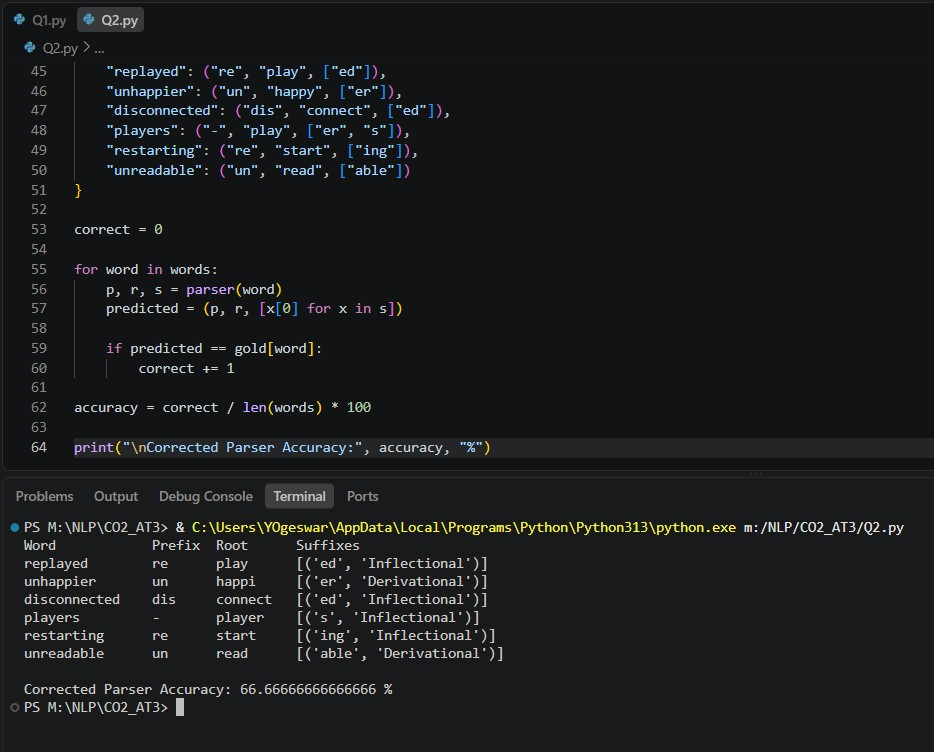 Q1.py Q2.py
Q2.py > ...
45 "replayed": ("re", "play", ["ed"]),
46 "unhappier": ("un", "happy", ["er"]),
47 "disconnected": ("dis", "connect", ["ed"]),
48 "players": ("-", "play", ["er", "s"]),
49 "restarting": ("re", "start", ["ing"]),
50 "unreadable": ("un", "read", ["able"])
51 }
52
53 correct = 0
54
55 for word in words:
56     p, r, s = parser(word)
57     predicted = (p, r, [x[0] for x in s])
58
59     if predicted == gold[word]:
60         correct += 1
61
62 accuracy = correct / len(words) * 100
63
64 print("\nCorrected Parser Accuracy:", accuracy, "%")
Problems Output Debug Console Terminal Ports
PS M:\NLP\CO2_AT3> & C:\Users\YOgeswar\AppData\Local\Programs\Python\Python313\python.exe m:/NLP/CO2_AT3/Q2.py
Word Prefix Root Suffixes
replayed re play [('ed', 'Inflectional')]
unhappier un happi [('er', 'Derivational')]
disconnected dis connect [('ed', 'Inflectional')]
players - player [('s', 'Inflectional')]
restarting re start [('ing', 'Inflectional')]
unreadable un read [('able', 'Derivational')]
Corrected Parser Accuracy: 66.66666666666666 %
PS M:\NLP\CO2_AT3>